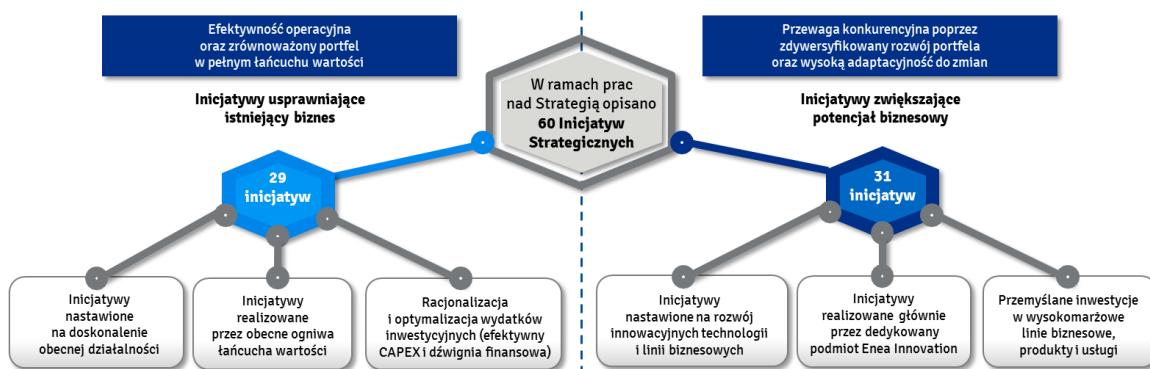 Efektywność operacyjna
oraz zrównoważony portfel
w pełnym łańcuchu wartości
Inicjatywy usprawniające
istniejący biznes
W ramach prac
nad Strategią opisano
60 Inicjatyw
Strategicznych
Przewaga konkurencyjna poprzez
zdywersyfikowany rozwój portfela
oraz wysoką adaptacyjność do zmian
Inicjatywy zwiększające
potencjał biznesowy
29
inicjatyw
31
inicjatyw
Inicjatywy
nastawione
na doskonalenie
obecnej działalności
Inicjatywy
realizowane
przez obecne ogniwa
łańcucha wartości
Racjonalizacja
i optymalizacja wydatków
inwestycyjnych (efektywny
CAPEX i dźwignia finansowa)
Inicjatywy
nastawione na rozwój
innowacyjnych technologii
i linii biznesowych
Inicjatywy
realizowane głównie
przez dedykowany
podmiot Enea Innovation
Przemyślane inwestycje
w wysokomarżowe
linie biznesowe,
produkty i usługi